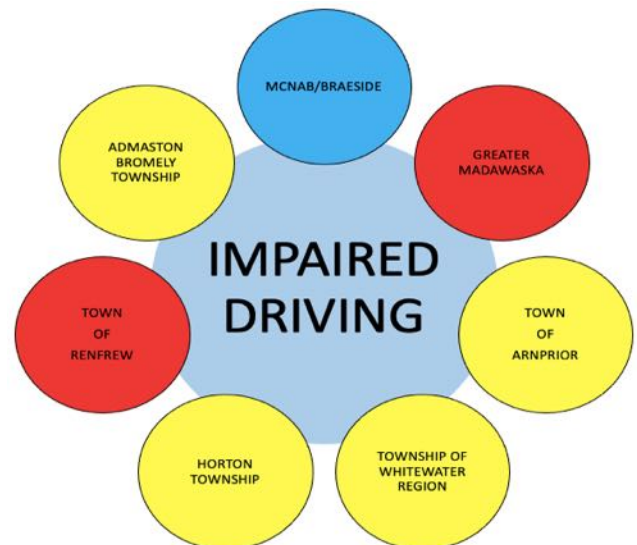 MCNAB/BRAESIDE
ADMASTON
BROMELY
TOWNSHIP
GREATER
MADAWASKA
IMPAIRED
DRIVING
TOWN
OF
RENFREW
TOWN
OF
ARNPRIOR
HORTON
TOWNSHIP
TOWNSHIP OF
WHITEWATER
REGION